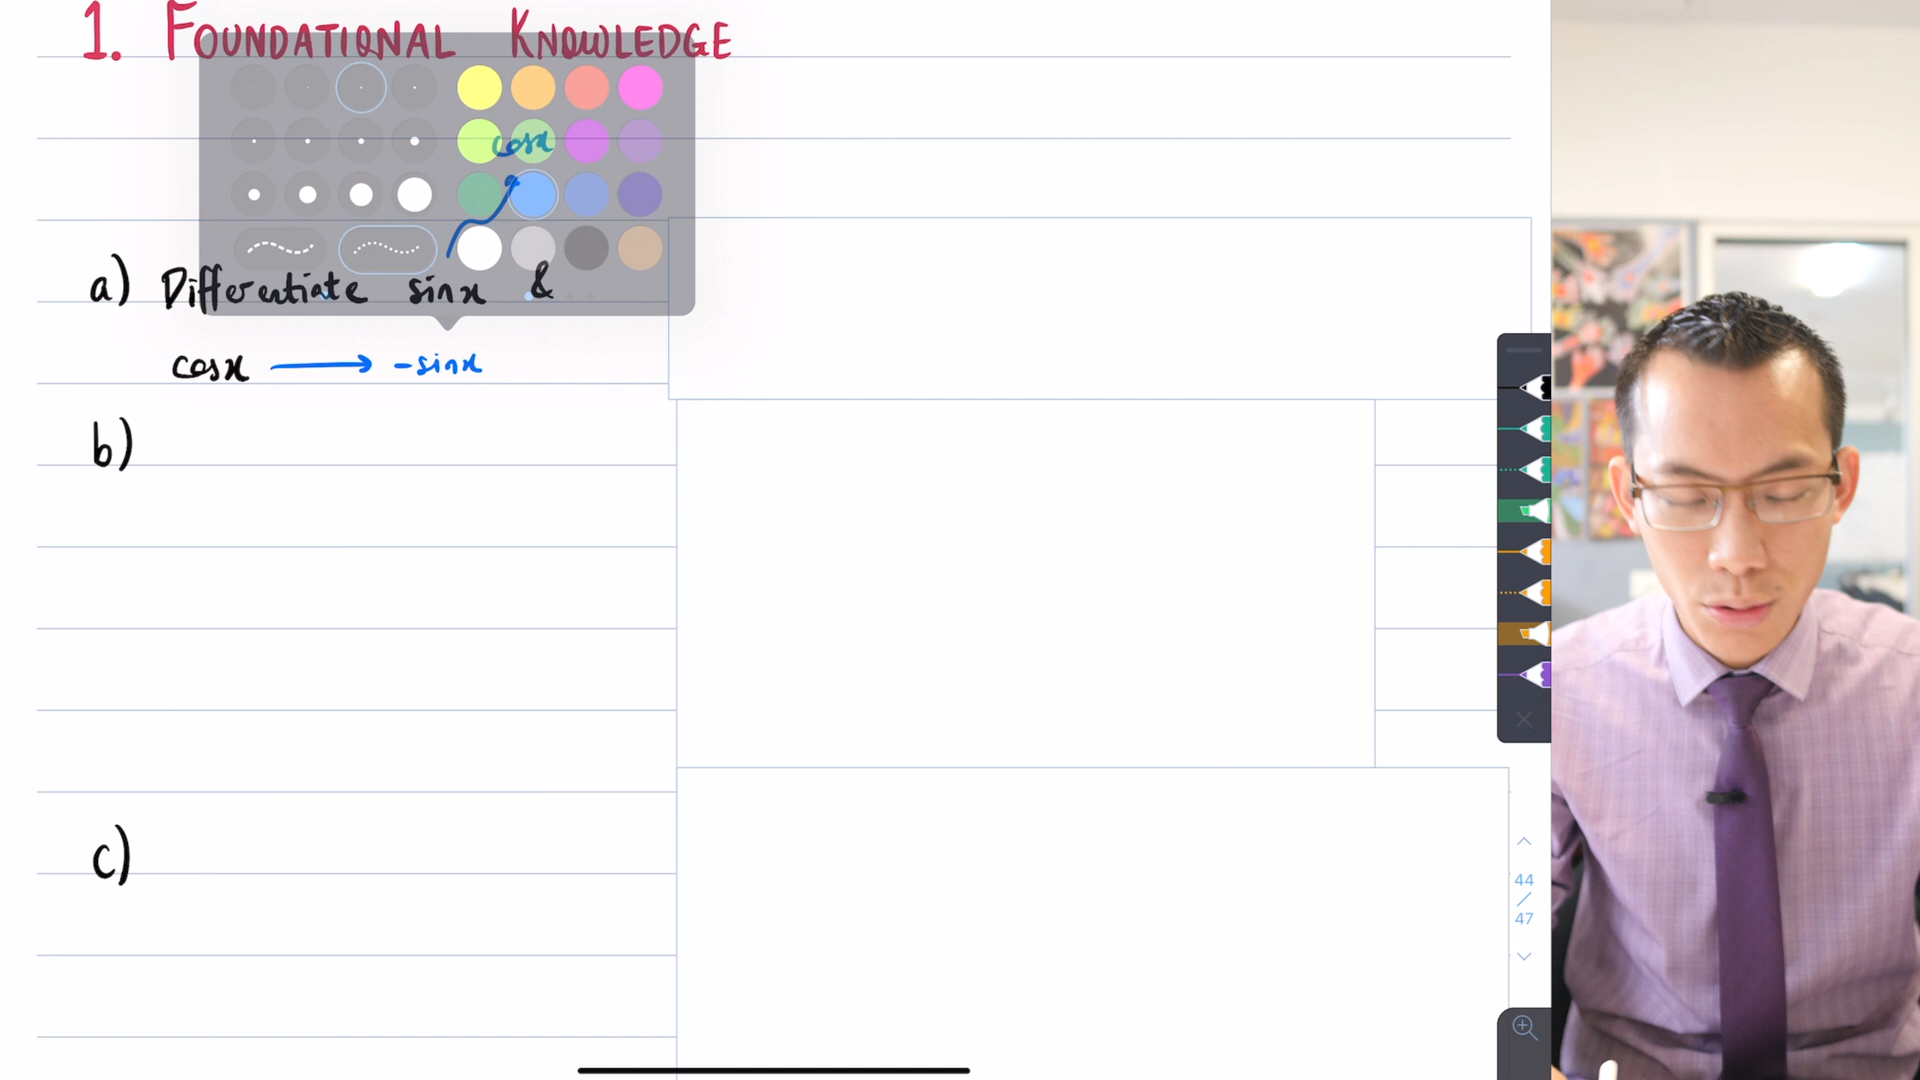 1. FOUNDATIONAL KNOWLEDGE
cosx
a) Differentiate sinx &
cosx → -sinx
b)
c)
44
/
47